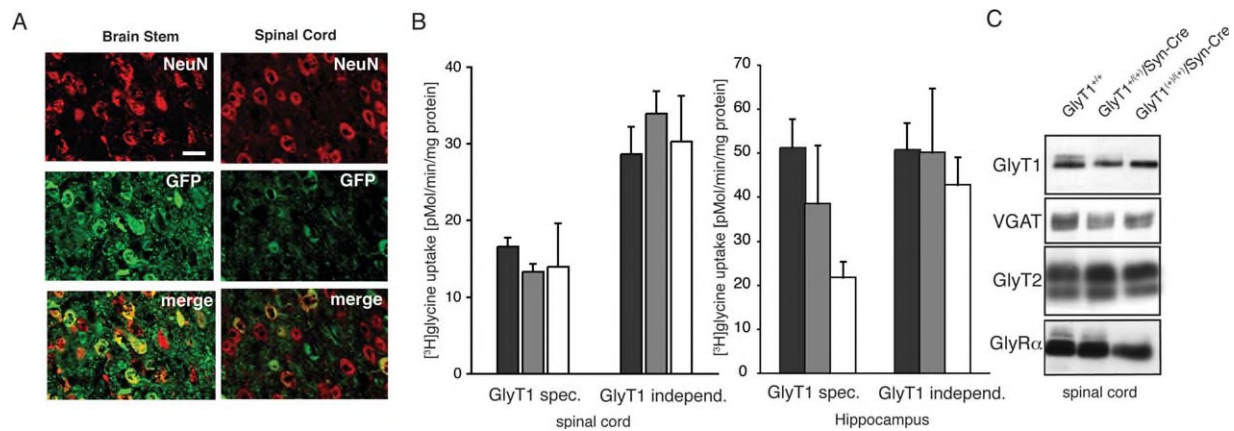 A
Brain Stem
Spinal Cord
NeuN
NeuN
GFP
GFP
merge
merge
B
[³H]glycine uptake [pMol/min/mg protein]
40
30
20
10
0
GlyT1 spec.
GlyT1 independ.
spinal cord
[³H]glycine uptake [pMol/min/mg protein]
70
60
50
40
30
20
10
0
GlyT1 spec.
GlyT1 independ.
Hippocampus
C
GlyT1+/+
GlyT1+/(+)/Syn-Cre
GlyT1(+)/(+)/Syn-Cre
GlyT1
VGAT
GlyT2
GlyRα
spinal cord